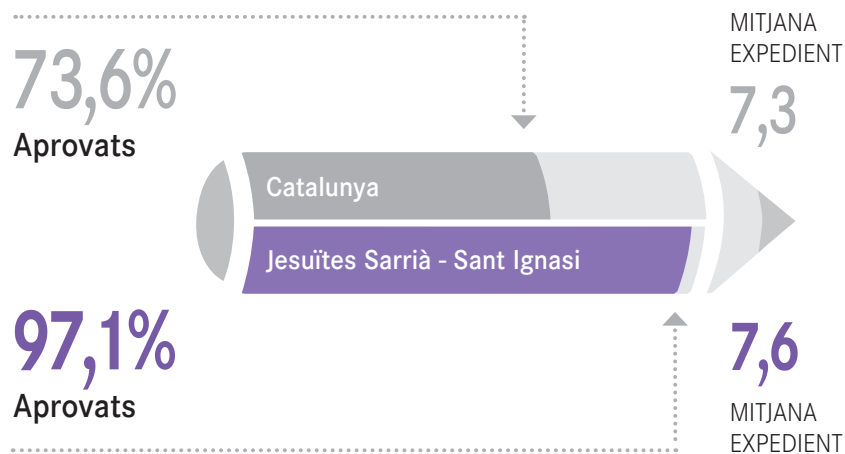 73,6%
Aprovats
MITJANA
EXPEDIENT
7,3
Catalunya
Jesuïtes Sarrià - Sant Ignasi
97,1%
Aprovats
7,6
MITJANA
EXPEDIENT